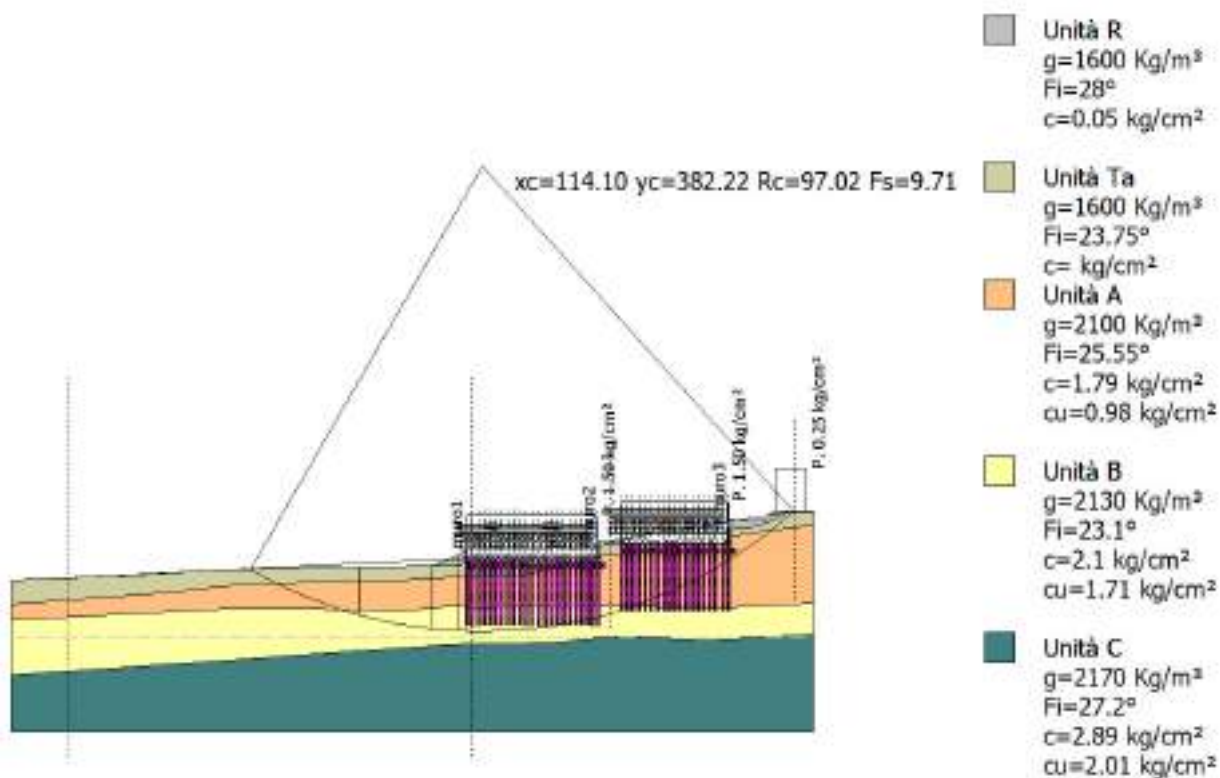 xc=114.10 yc=382.22 Rc=97.02 Fs=9.71
P. 1.50 kg/cm²
P. 1.50 kg/cm²
P. 0.25 kg/cm²
Unità R
g=1600 Kg/m³
Fi=28°
c=0.05 kg/cm²
Unità Ta
g=1600 Kg/m³
Fi=23.75°
c= kg/cm²
Unità A
g=2100 Kg/m³
Fi=25.55°
c=1.79 kg/cm²
cu=0.98 kg/cm²
Unità B
g=2130 Kg/m³
Fi=23.1°
c=2.1 kg/cm²
cu=1.71 kg/cm²
Unità C
g=2170 Kg/m³
Fi=27.2°
c=2.89 kg/cm²
cu=2.01 kg/cm²